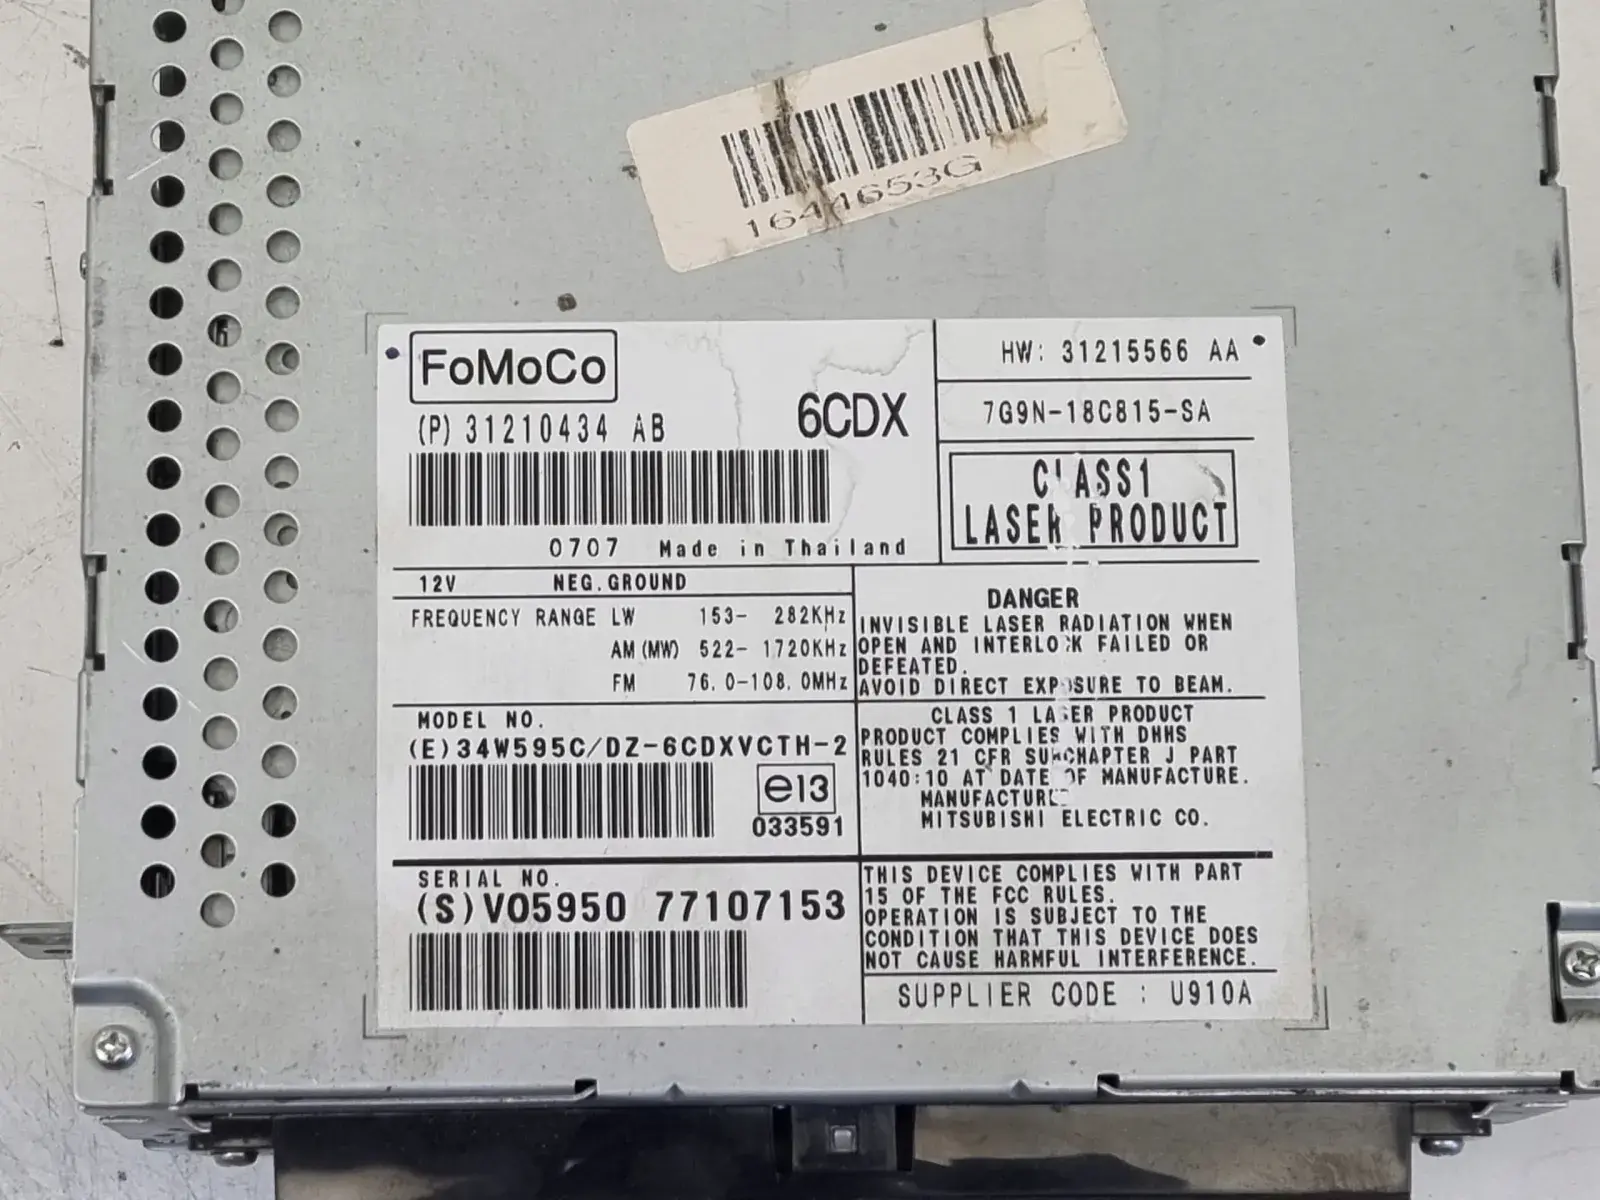 1644653G
FoMoCo
(P) 31210434 AB
6CDX
0707 Made in Thailand
HW: 31215566 AA
7G9N-18C815-SA
CLASS1
LASER PRODUCT
12V NEG.GROUND
FREQUENCY RANGE LW 153- 282KHz
AM(MW) 522- 1720KHz
FM 76.0-108.0MHz
DANGER
INVISIBLE LASER RADIATION WHEN
OPEN AND INTERLOCK FAILED OR
DEFEATED.
AVOID DIRECT EXPOSURE TO BEAM.
MODEL NO.
(E)34W595C/DZ-6CDXVCTH-2
e13
033591
CLASS 1 LASER PRODUCT
PRODUCT COMPLIES WITH DHHS
RULES 21 CFR SUBCHAPTER J PART
1040:10 AT DATE OF MANUFACTURE.
MITSUBISHI ELECTRIC CO.
SERIAL NO.
(S)VO5950 77107153
THIS DEVICE COMPLIES WITH PART
15 OF THE FCC RULES.
OPERATION IS SUBJECT TO THE
CONDITION THAT THIS DEVICE DOES
NOT CAUSE HARMFUL INTERFERENCE.
SUPPLIER CODE : U910A